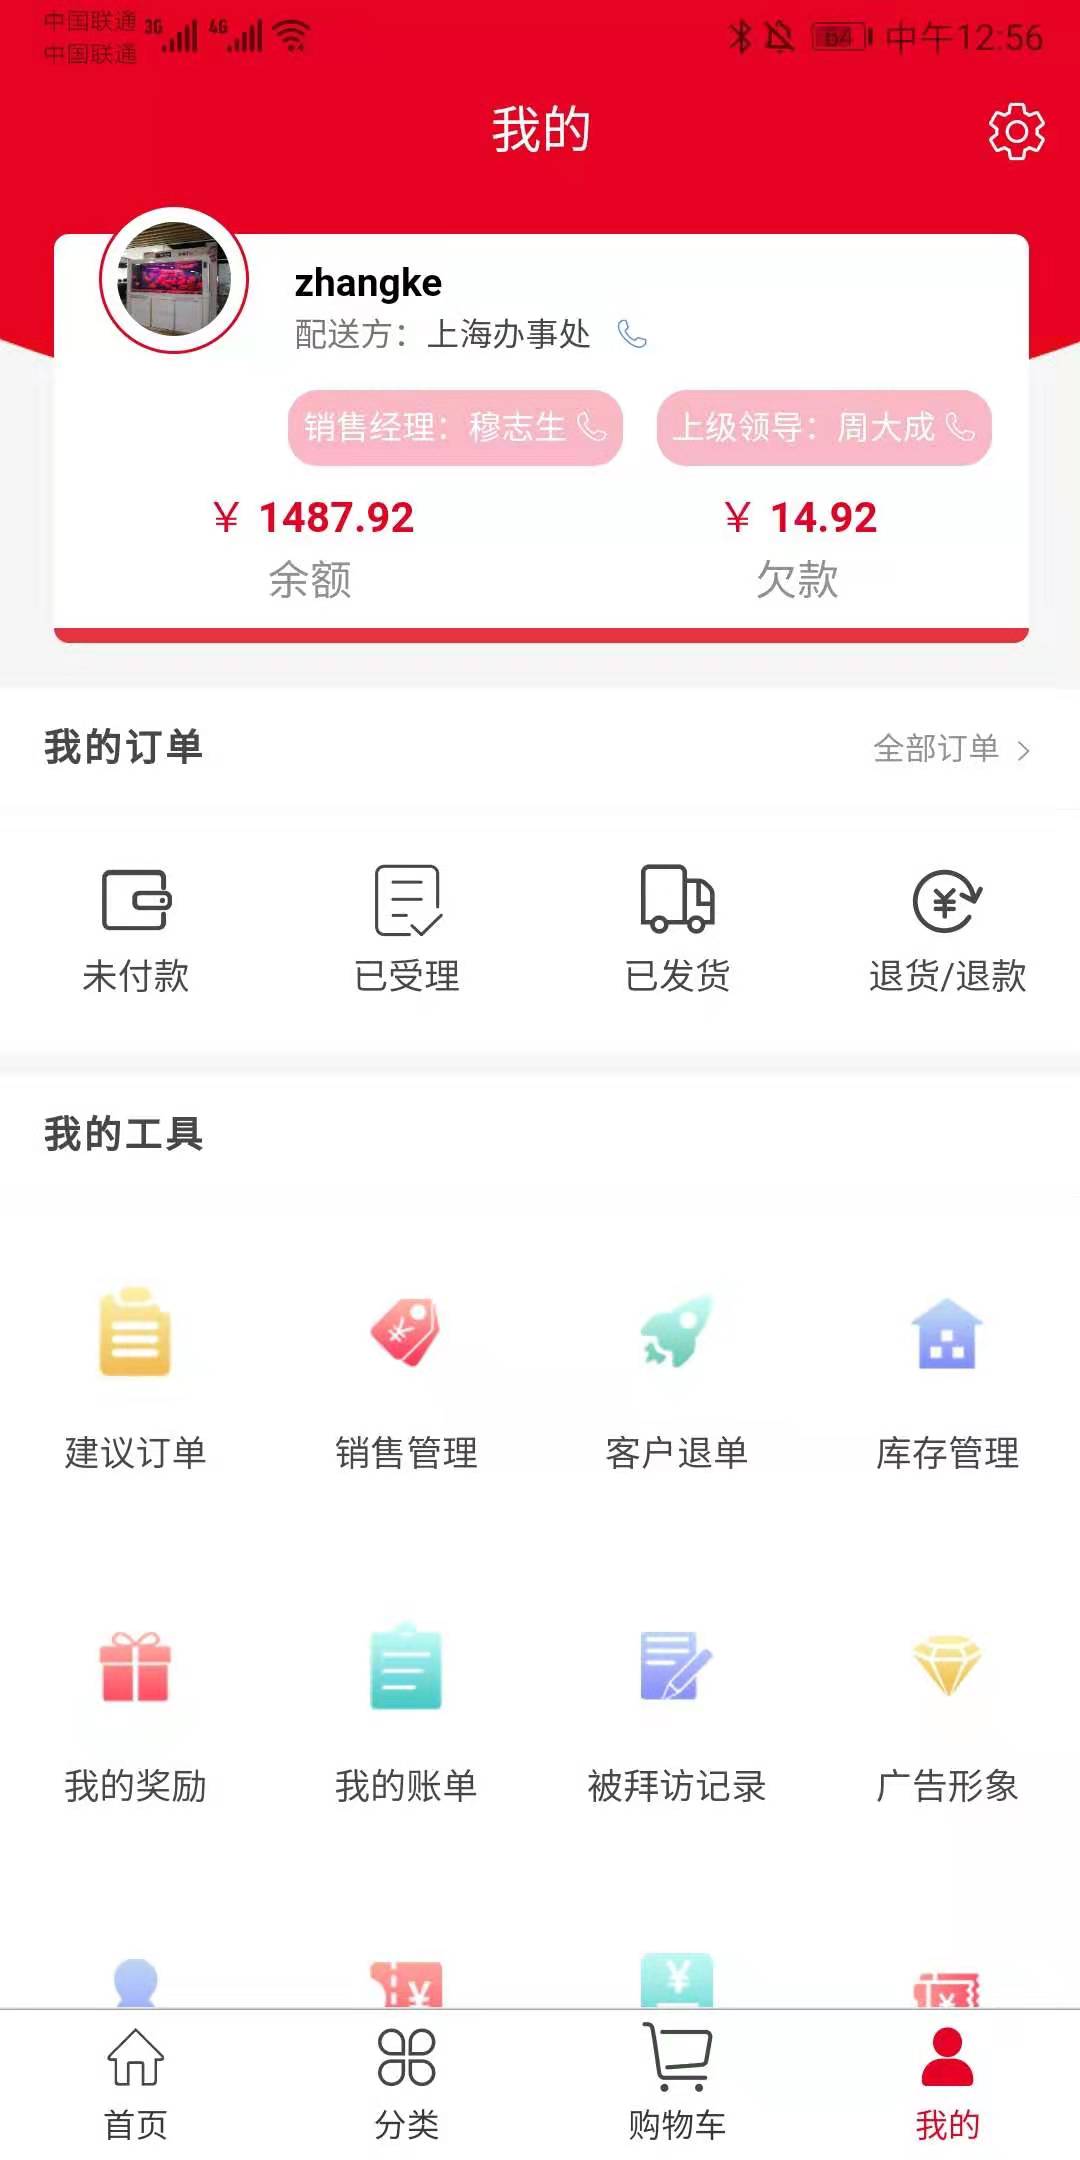 中国联通 3G 4G
中国联通
64 中午12:56
我的
zhangke
配送方：上海办事处
销售经理：穆志生 上级领导：周大成
¥ 1487.92 ¥ 14.92
余额 欠款
我的订单 全部订单 >
未付款 已受理 已发货 退货/退款
我的工具
建议订单 销售管理 客户退单 库存管理
我的奖励 我的账单 被拜访记录 广告形象
首页 分类 购物车 我的